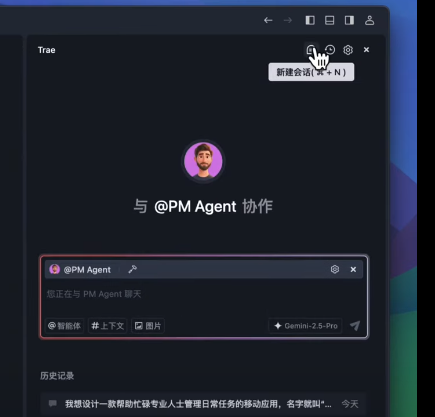 Trae
新建会话(⌘ + N )
与 @PM Agent 协作
@PM Agent
您正在与 PM Agent 聊天
@智能体 #上下文 图片 Gemini-2.5-Pro
历史记录
我想设计一款帮助忙碌专业人士管理日常任务的移动应用，名字就叫"... 今天